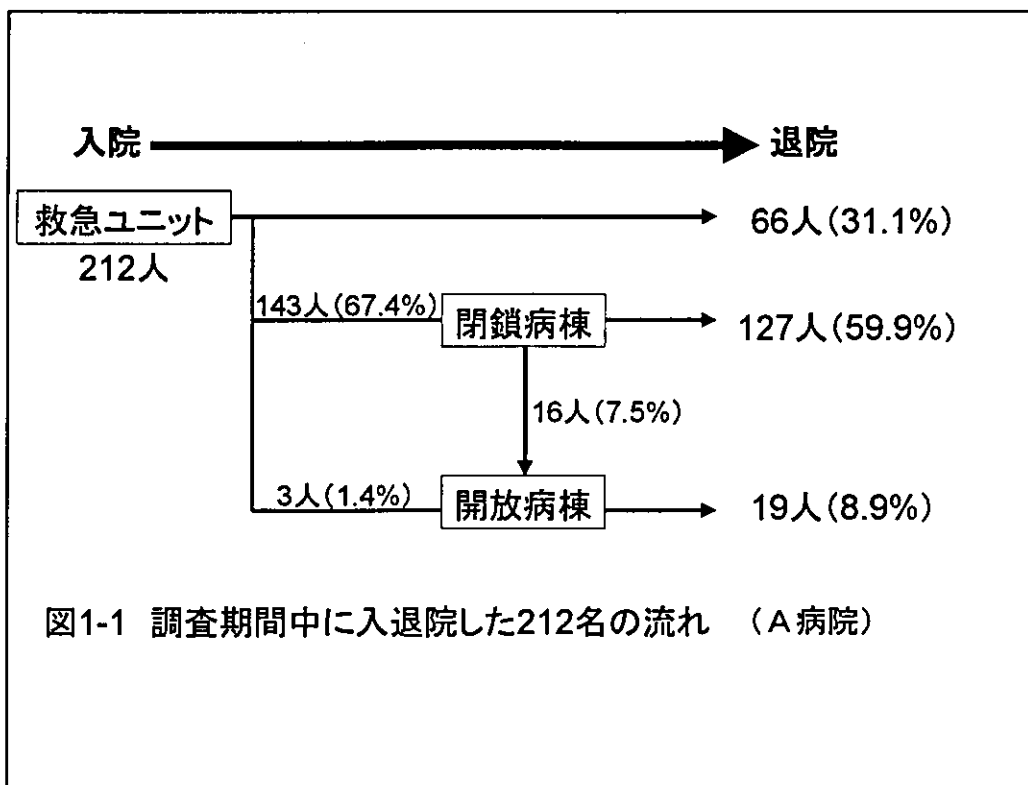 入院 退院
救急ユニット 66人(31.1%)
212人
143人(67.4%) 閉鎖病棟 127人(59.9%)
16人(7.5%)
3人(1.4%) 開放病棟 19人(8.9%)
図1-1 調査期間中に入退院した212名の流れ (A病院)